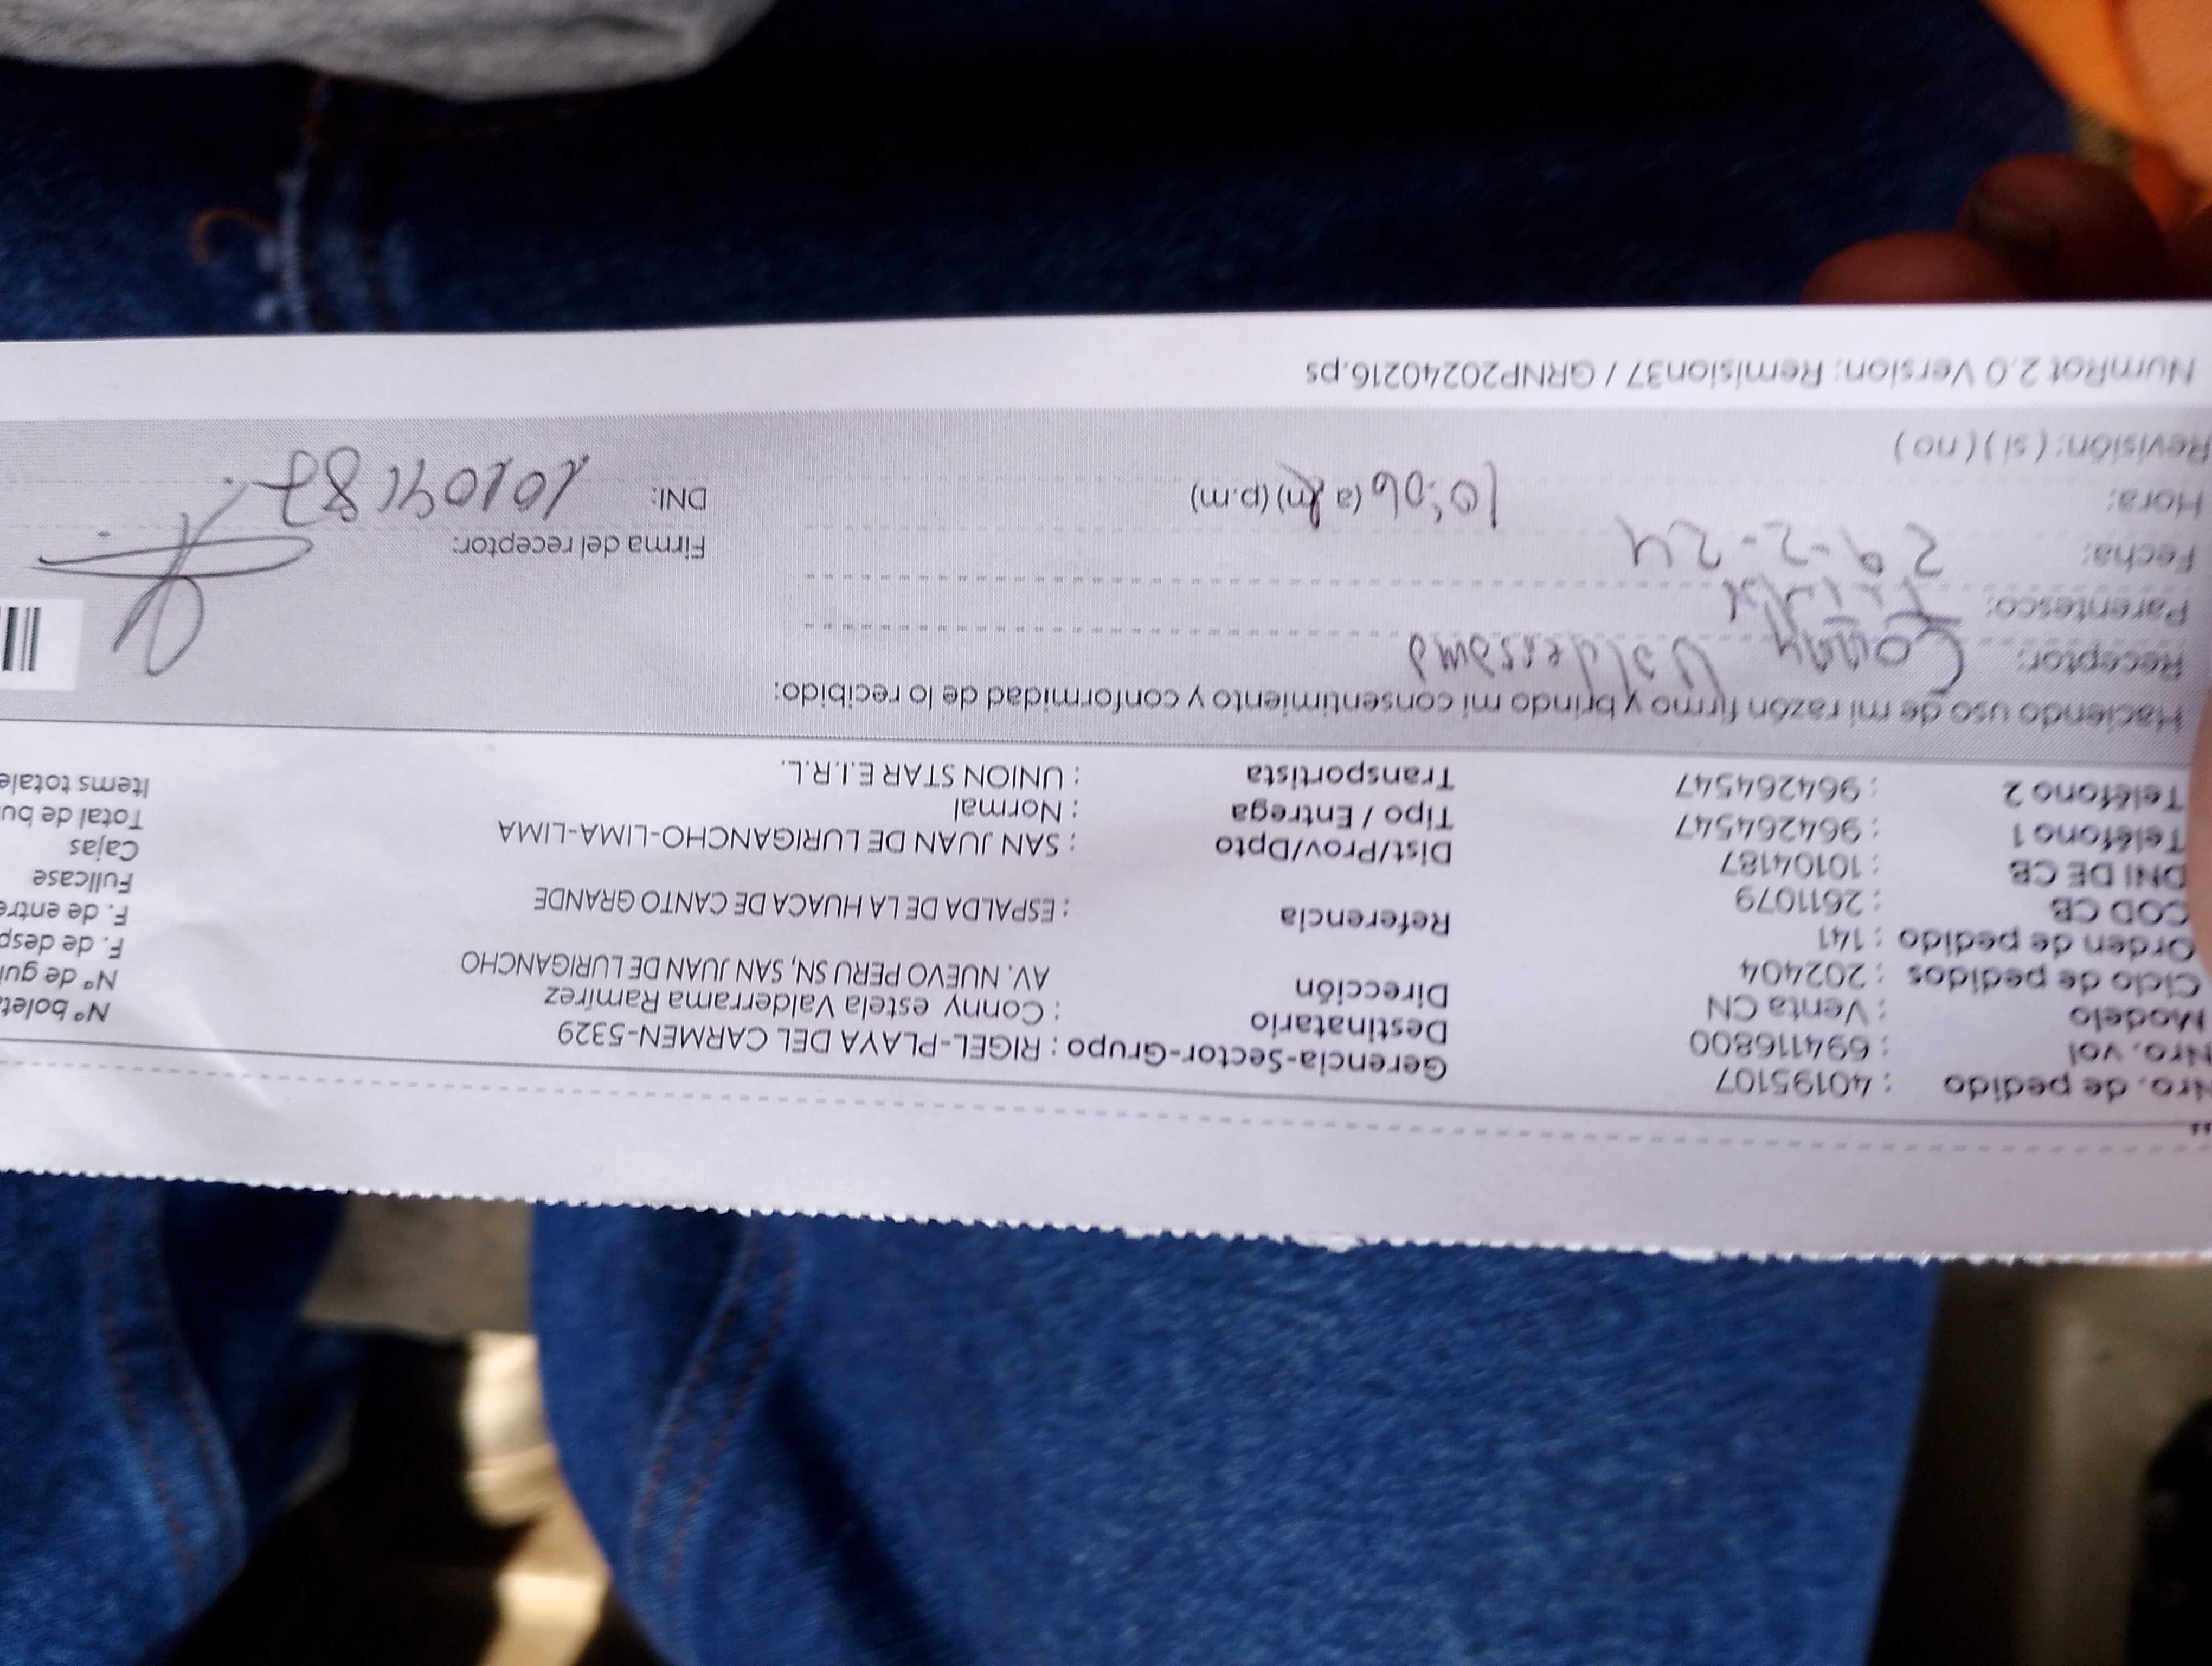 Nro. de pedido : 40195107
Nro. vol : 694116800
Modelo : Venta CN
Ciclo de pedidos : 202404
Orden de pedido : 141
COD CB : 2611079
DNI DE CB : 10104187
Teléfono 1 : 964264547
Teléfono 2 : 964264547
Gerencia-Sector-Grupo : RIGEL-PLAYA DEL CARMEN-5329
Destinatario : Conny estela Valderrama Ramírez
Dirección AV. NUEVO PERU SN, SAN JUAN DE LURIGANCHO
Referencia : ESPALDA DE LA HUACA DE CANTO GRANDE
Dist/Prov/Dpto : SAN JUAN DE LURIGANCHO-LIMA-LIMA
Tipo / Entrega : Normal
Transportista : UNION STAR E.I.R.L.
Nº boleta
Nº de gui
F. de desp
F. de entre
Fullcase
Cajas
Total de bu
Items totale
Haciendo uso de mi razón firmo y brindo mi consentimiento y conformidad de lo recibido:
Receptor: Conny Valderrama
Parentesco:
Fecha: 29-2-24
Hora: 10:06 (a.m) (p.m)
Revisión: ( si ) ( no )
Firma del receptor:
DNI: 10104187
NumRot 2.0 Version: Remision37 / GRNP20240216.ps